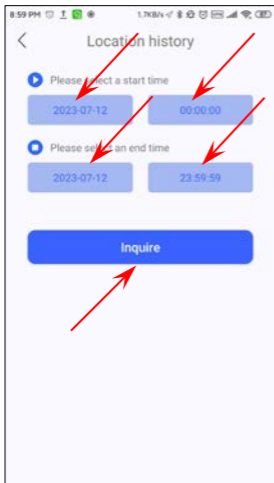 8:59 PM 1.7KB/s
Location history
Please select a start time
2023-07-12 00:00:00
Please select an end time
2023-07-12 23:59:59
Inquire